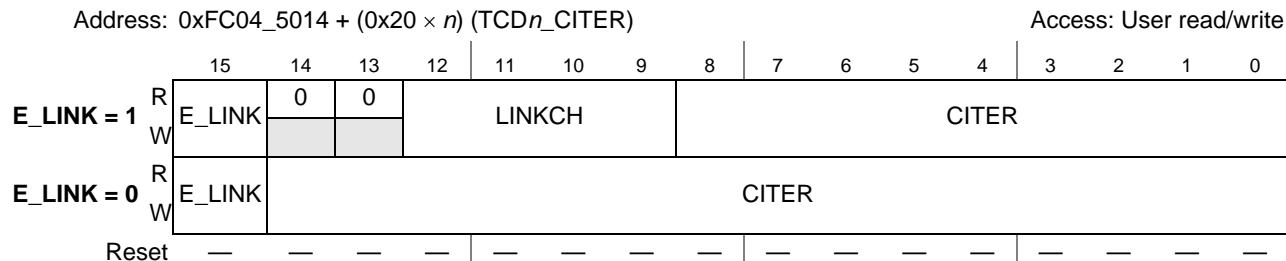 Address: 0xFC04_5014 + (0x20 × n) (TCDn_CITER) Access: User read/write
15 14 13 12 11 10 9 8 7 6 5 4 3 2 1 0
E_LINK = 1 R W E_LINK 0 0 LINKCH CITER
E_LINK = 0 R W E_LINK CITER
Reset — — — — — — — — — — — — — — — —